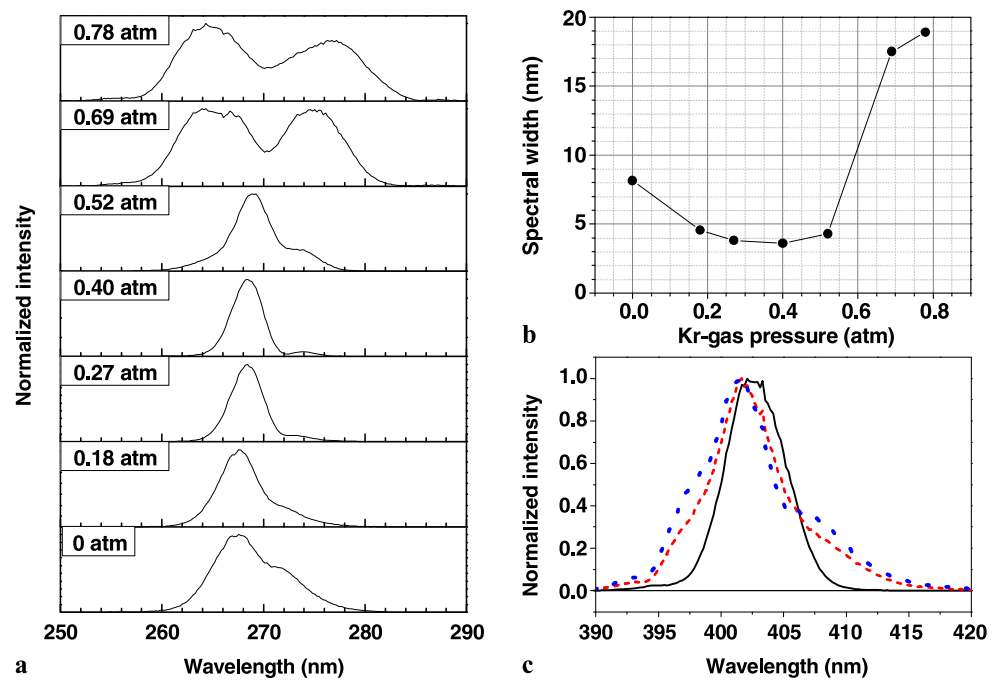 Normalized intensity
0.78 atm
0.69 atm
0.52 atm
0.40 atm
0.27 atm
0.18 atm
0 atm
250 260 270 280 290
a Wavelength (nm)
Spectral width (nm)
20
15
10
5
0
0.0 0.2 0.4 0.6 0.8
b Kr-gas pressure (atm)
Normalized intensity
1.0
0.8
0.6
0.4
0.2
0.0
390 395 400 405 410 415 420
c Wavelength (nm)